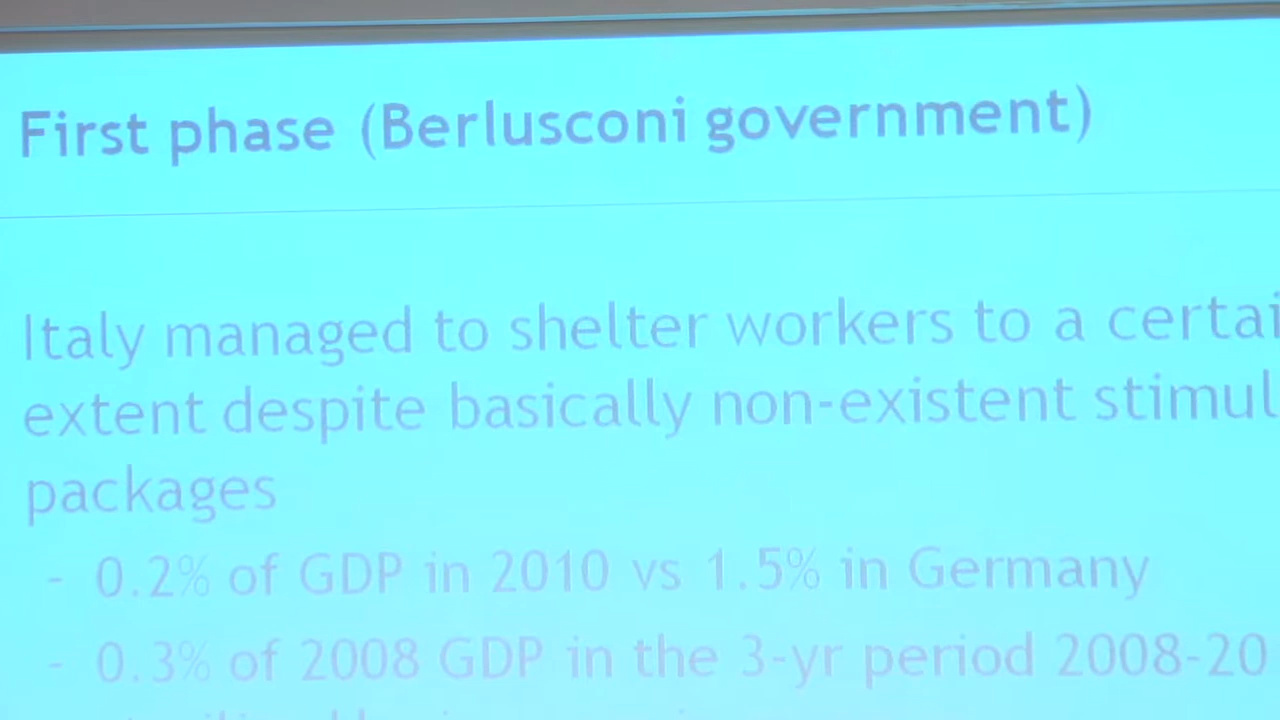 First phase (Berlusconi government)
Italy managed to shelter workers to a certai
extent despite basically non-existent stimul
packages
- 0.2% of GDP in 2010 vs 1.5% in Germany
- 0.3% of 2008 GDP in the 3-yr period 2008-20